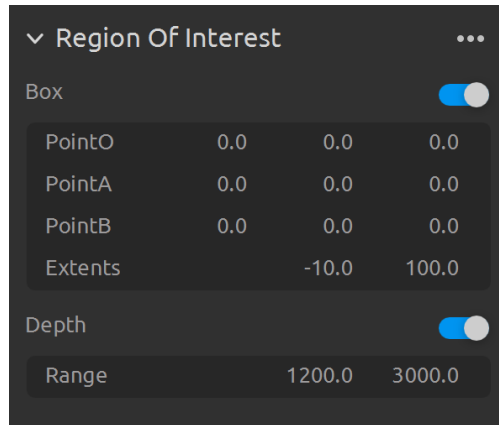 Region Of Interest
Box
PointO 0.0 0.0 0.0
PointA 0.0 0.0 0.0
PointB 0.0 0.0 0.0
Extents -10.0 100.0
Depth
Range 1200.0 3000.0